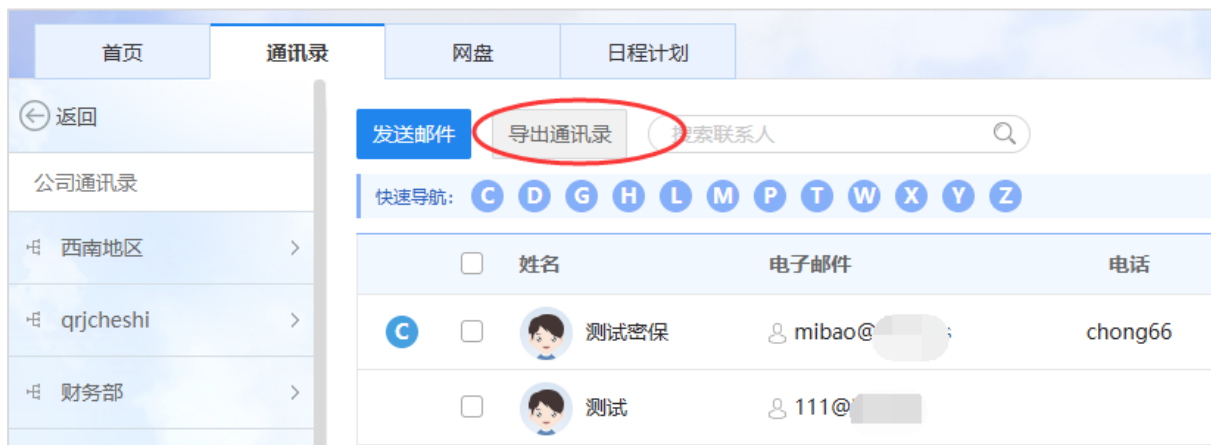 首页 通讯录 网盘 日程计划
返回
发送邮件 导出通讯录 搜索联系人
公司通讯录
快速导航: C D G H L M P T W X Y Z
西南地区
姓名 电子邮件 电话
qrjcheshi
C 测试密保 mibao@ chong66
财务部
测试 111@